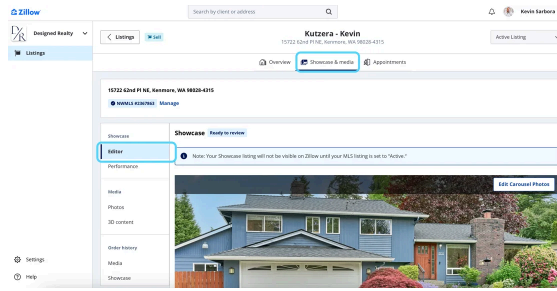 Zillow
Search by client or address
Kevin Sarbora
Designed Realty
Listings
Listings
Sell
Kutzera - Kevin
15722 62nd Pl NE, Kenmore, WA 98028-4315
Active Listing
Overview
Showcase & media
Appointments
15722 62nd Pl NE, Kenmore, WA 98028-4315
NWMLS #2367863 Manage
Showcase
Editor
Performance
Media
Photos
3D content
Order history
Media
Showcase
Showcase Ready to review
Note: Your Showcase listing will not be visible on Zillow until your MLS listing is set to "Active."
Edit Carousel Photos
Settings
Help